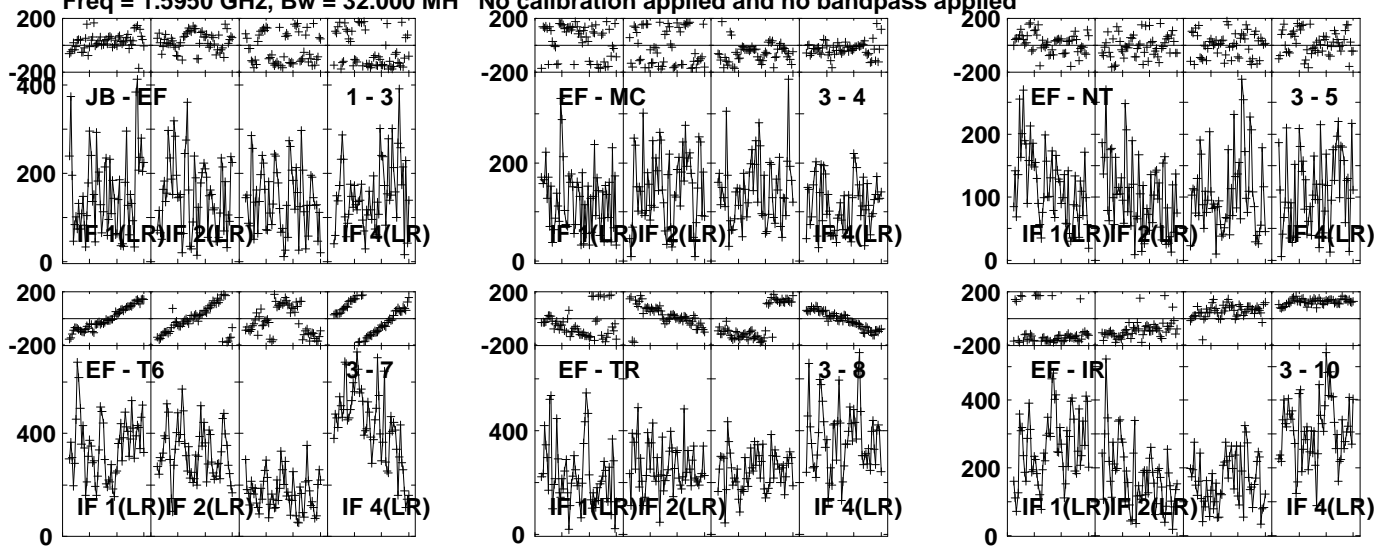 Freq = 1.5950 GHz, Bw = 32.000 MH No calibration applied and no bandpass applied
200 200 200
-200 -200 -200
400
JB - EF 1 - 3 EF - MC 3 - 4 EF - NT 3 - 5
200 200 200
100
IF 1(LR) IF 2(LR) IF 4(LR) IF 1(LR) IF 2(LR) IF 4(LR) IF 1(LR) IF 2(LR) IF 4(LR)
0 0 0
200 200 200
-200 -200 -200
EF - T6 3 - 7 EF - TR 3 - 8 EF - IR 3 - 10
400 400 400
200
IF 1(LR) IF 2(LR) IF 4(LR) IF 1(LR) IF 2(LR) IF 4(LR) IF 1(LR) IF 2(LR) IF 4(LR)
0 0 0